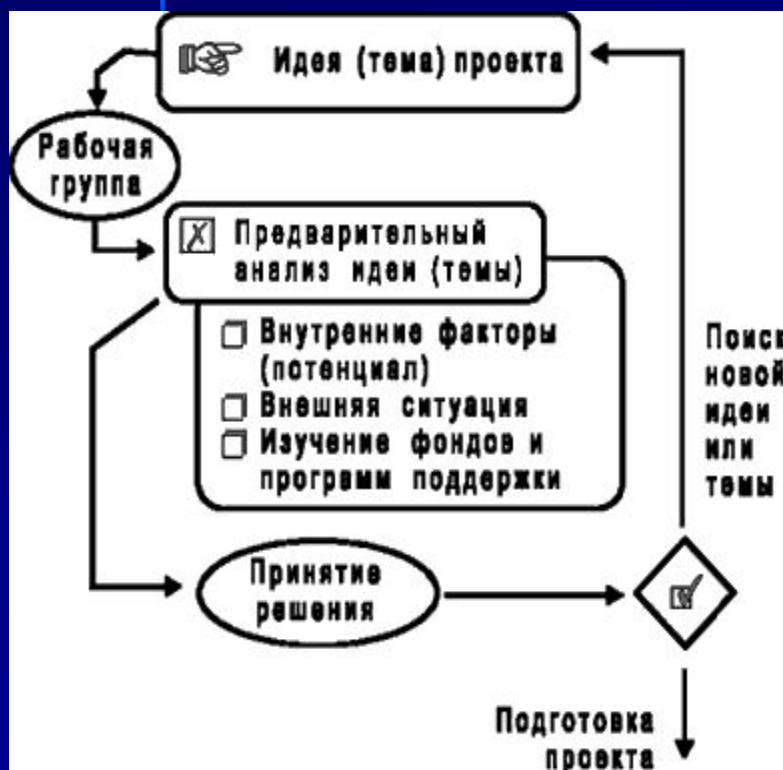 Идея (тема) проекта
Рабочая
группа
Предварительный
анализ идеи (темы)
Внутренние факторы
(потенциал)
Внешняя ситуация
Изучение фондов и
программ поддержки
Поиск
новой
идеи
или
темы
Принятие
решения
Подготовка
проекта